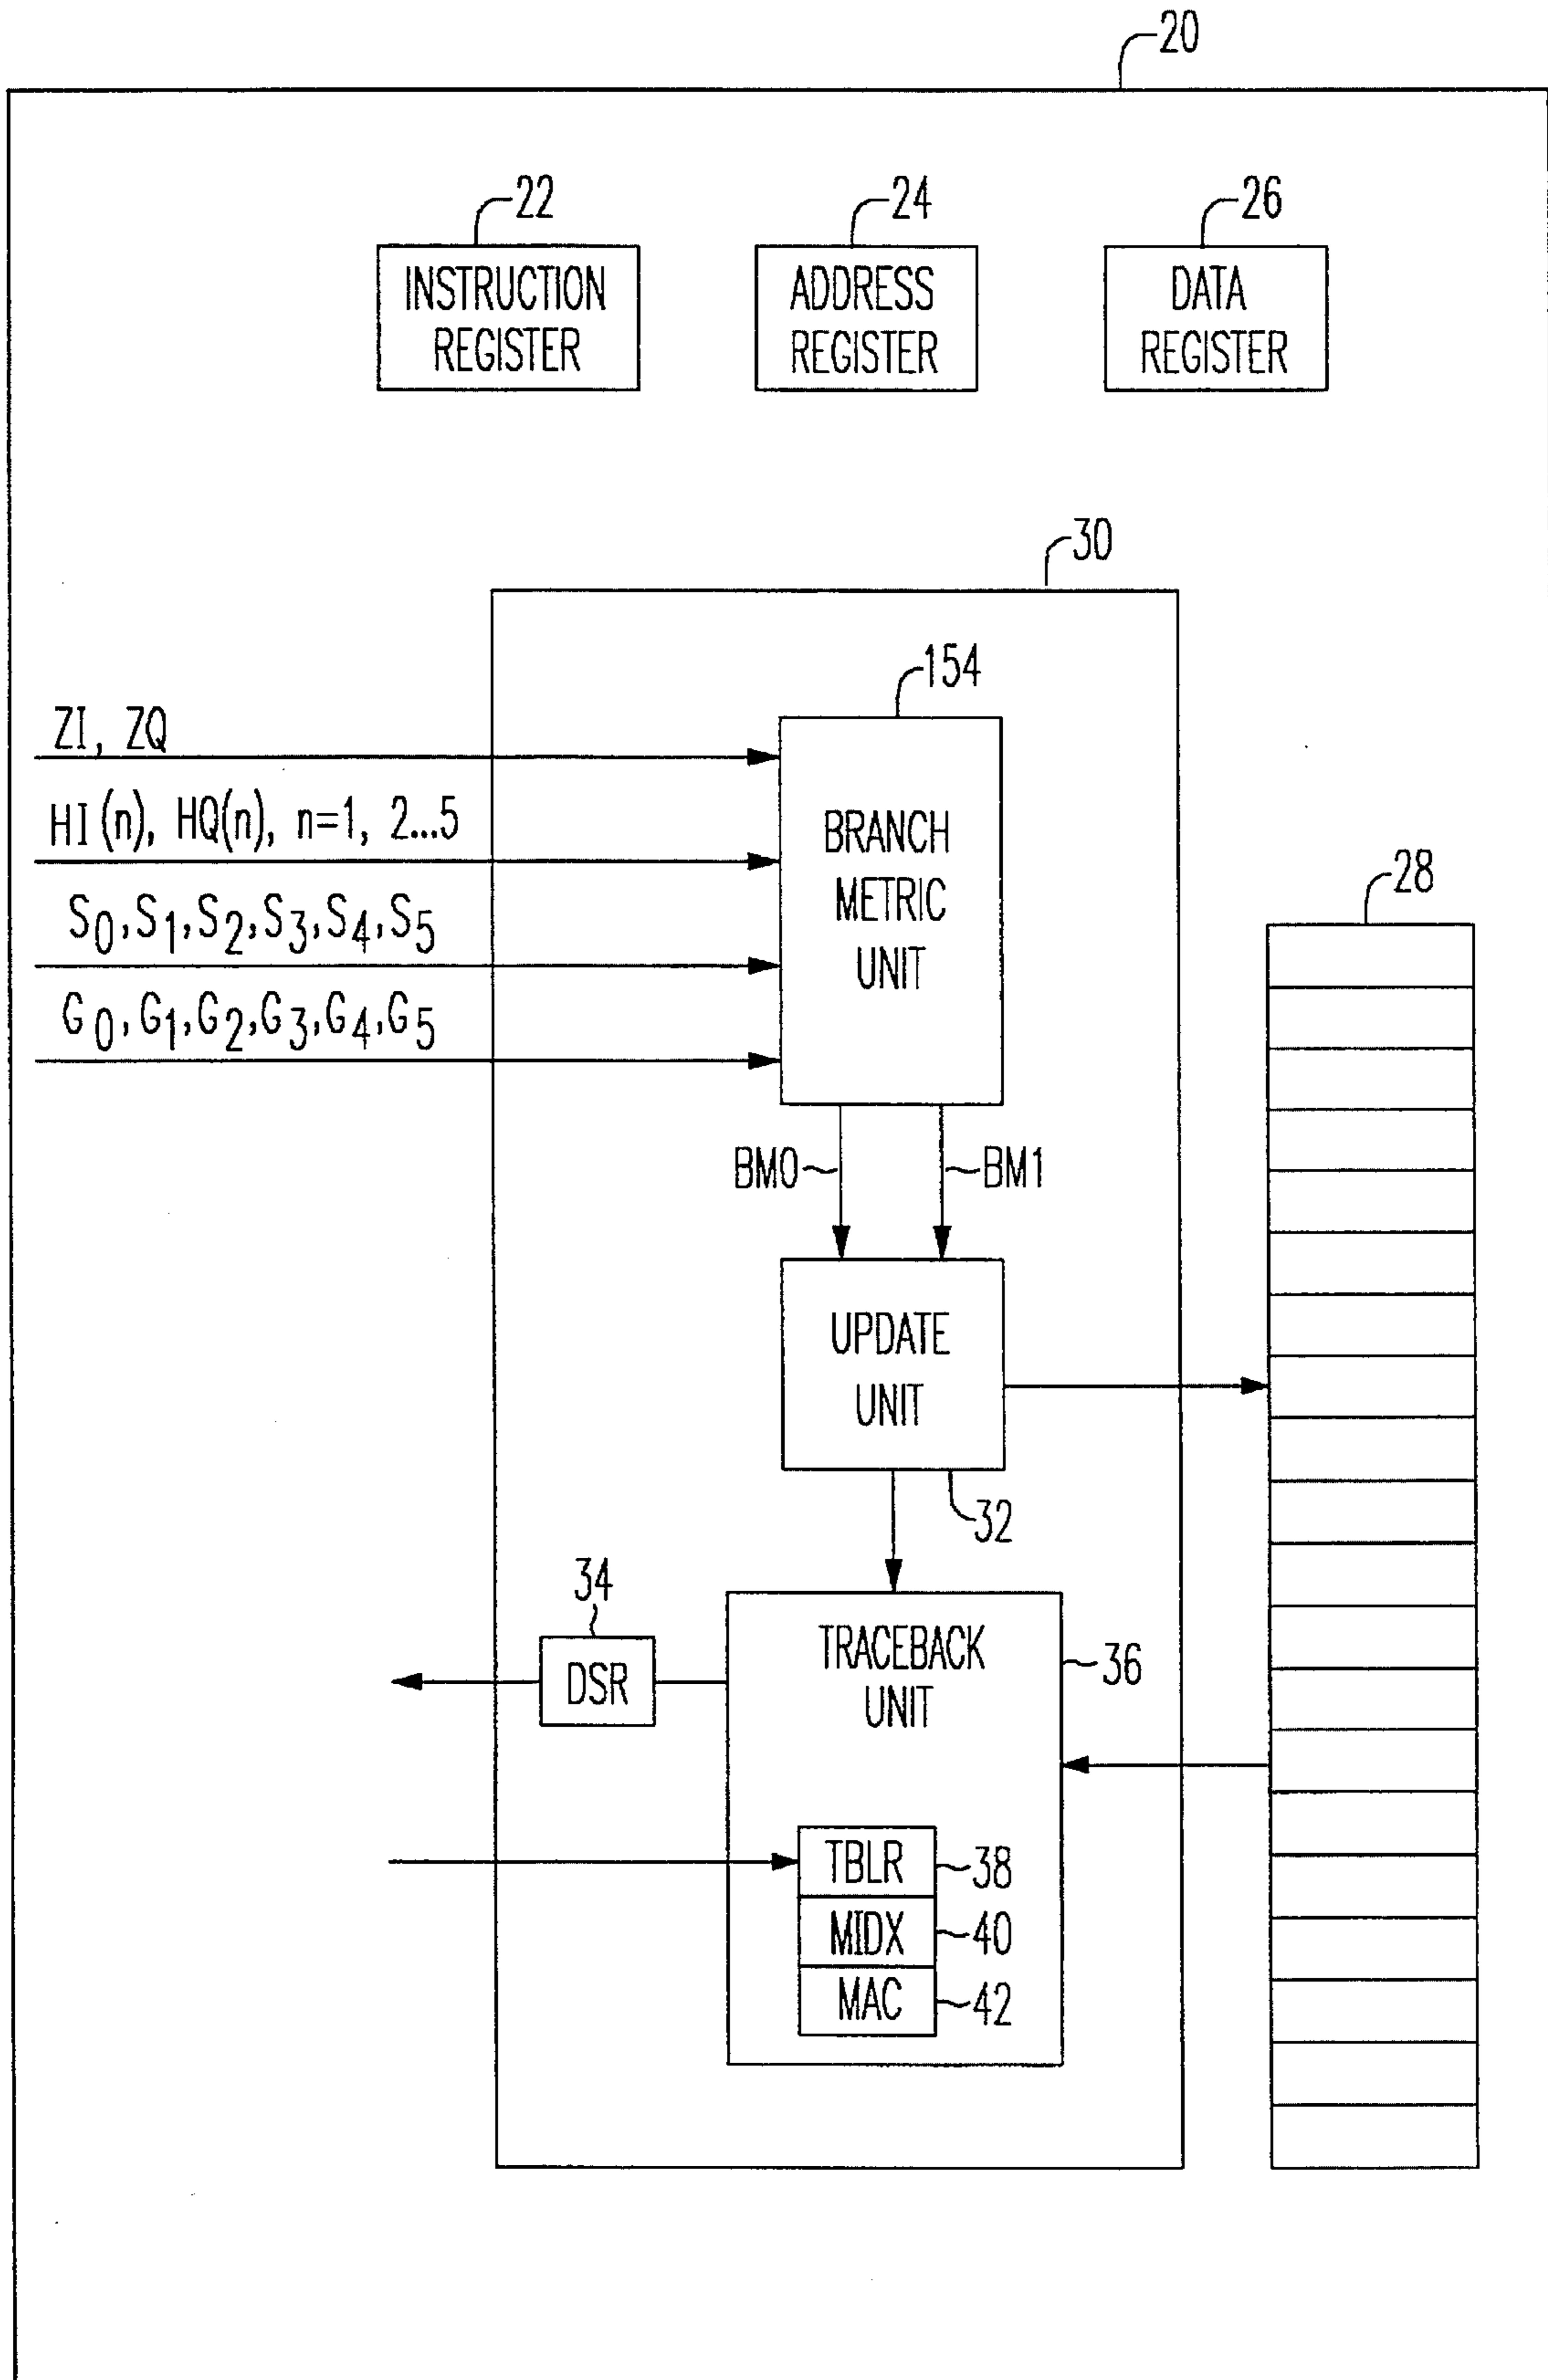 20
22
24
26
INSTRUCTION
REGISTER
ADDRESS
REGISTER
DATA
REGISTER
30
154
ZI, ZQ
HI(n), HQ(n), n=1, 2...5
S0,S1,S2,S3,S4,S5
G0,G1,G2,G3,G4,G5
BRANCH
METRIC
UNIT
28
BM0
BM1
UPDATE
UNIT
32
34
DSR
TRACEBACK
UNIT
36
TBLR
38
MIDX
40
MAC
42